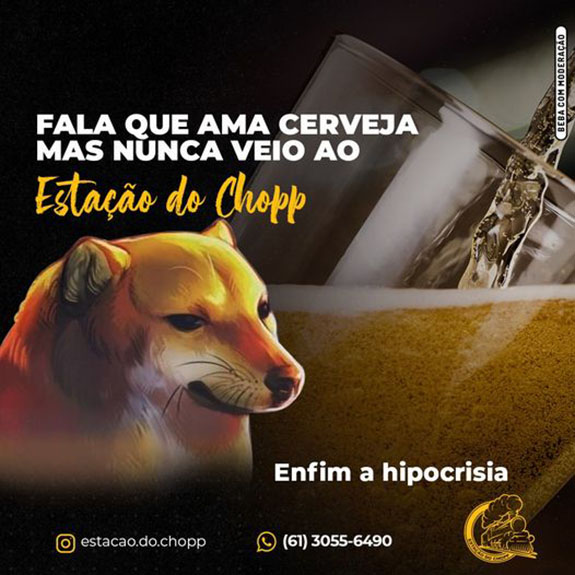 BEBA COM MODERAÇÃO
FALA QUE AMA CERVEJA
MAS NUNCA VEIO AO
Estação do Chopp
Enfim a hipocrisia
estacao.do.chopp
(61) 3055-6490